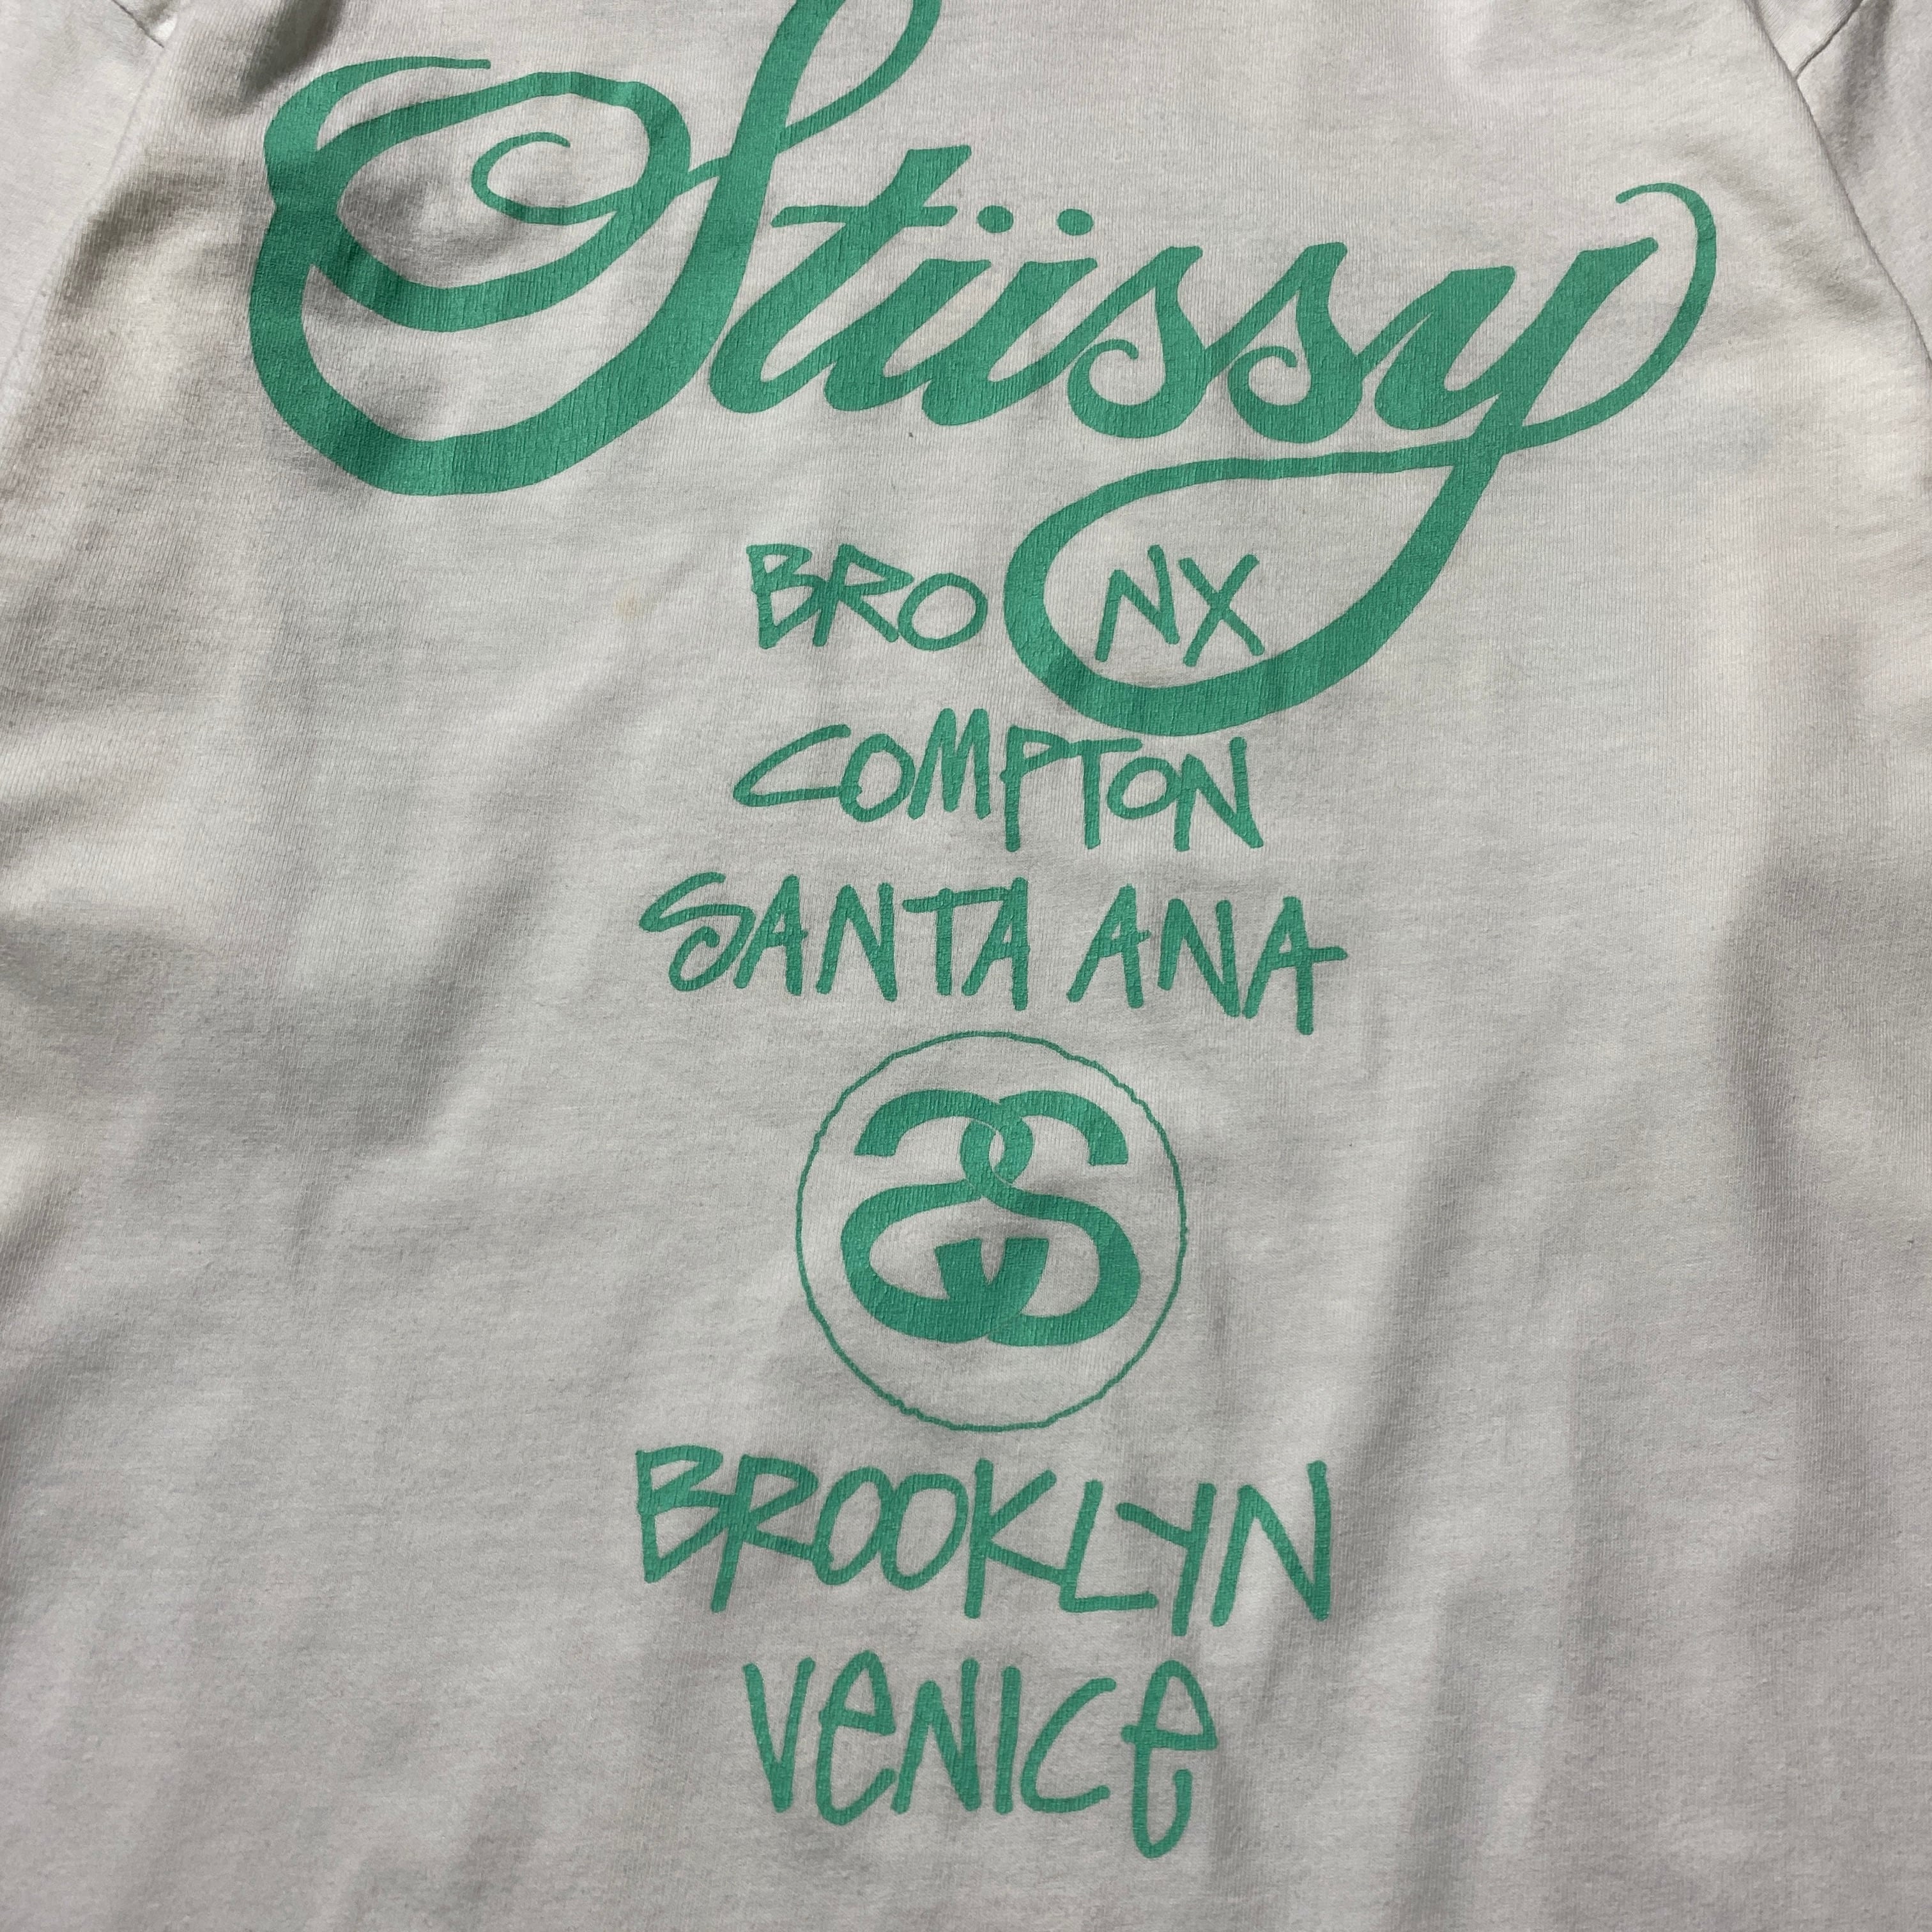 Stüssy
BRONX
COMPTON
SANTA ANA
SS
BROOKLYN
VeNICe